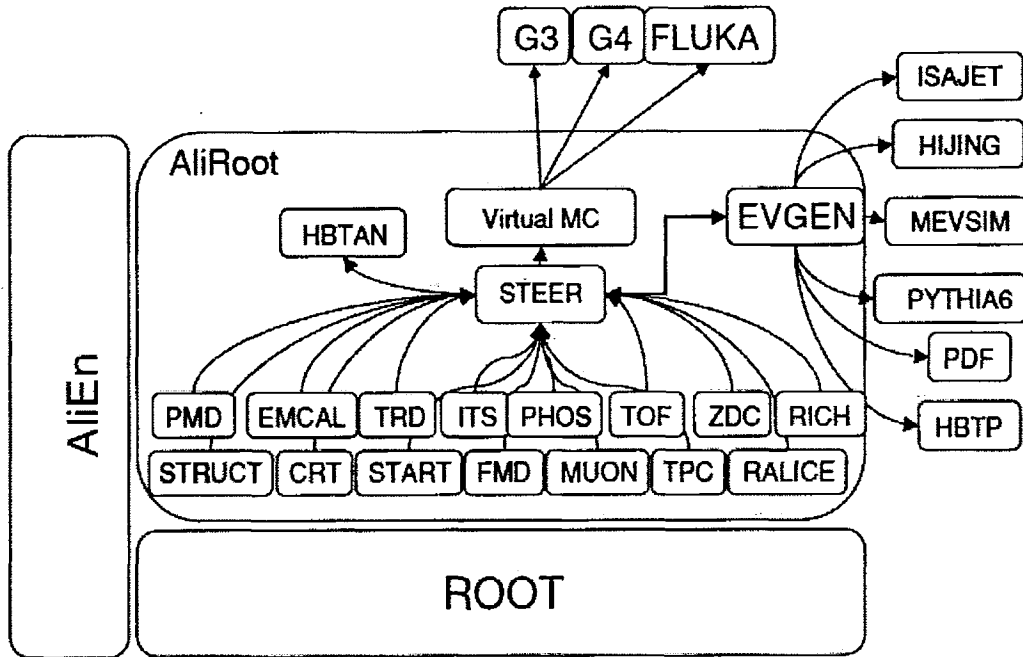 G3 G4 FLUKA
ISAJET
AliRoot
HIJING
Virtual MC
EVGEN
MEVSIM
HBTAN
STEER
PYTHIA6
PDF
PMD EMCAL TRD ITS PHOS TOF ZDC RICH
HBTP
STRUCT CRT START FMD MUON TPC RALICE
AliEn
ROOT